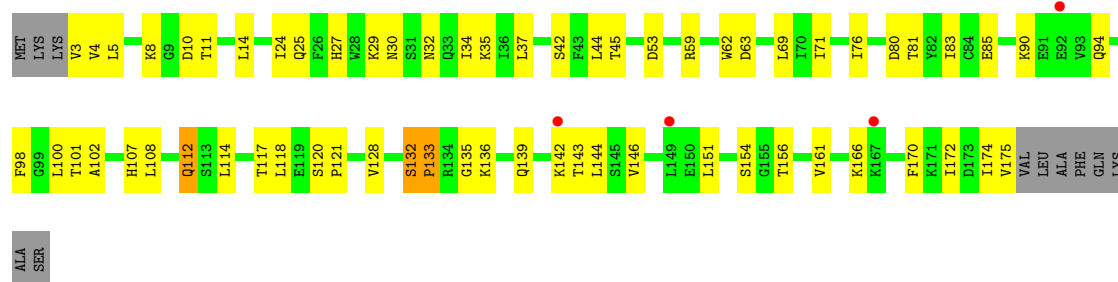 MET LYS LYS V3 V4 L5 K8 G9 D10 T11 L14 I24 Q25 F26 H27 W28 K29 N30 S31 N32 Q33 I34 K35 I36 L37 S42 F43 L44 T45 D53 R59 W62 D63 L69 I70 I71 I76 D80 T81 Y82 I83 C84 E85 K90 E91 E92 V93 Q94
F98 G99 L100 T101 A102 H107 L108 Q112 S113 L114 T117 L118 E119 S120 P121 V128 S132 P133 R134 G135 K136 Q139 K142 T143 L144 S145 V146 L149 E150 L151 S154 G155 T156 V161 K166 K167 F170 K171 I172 D173 I174 V175 VAL LEU ALA PHE GLN LYS
ALA SER